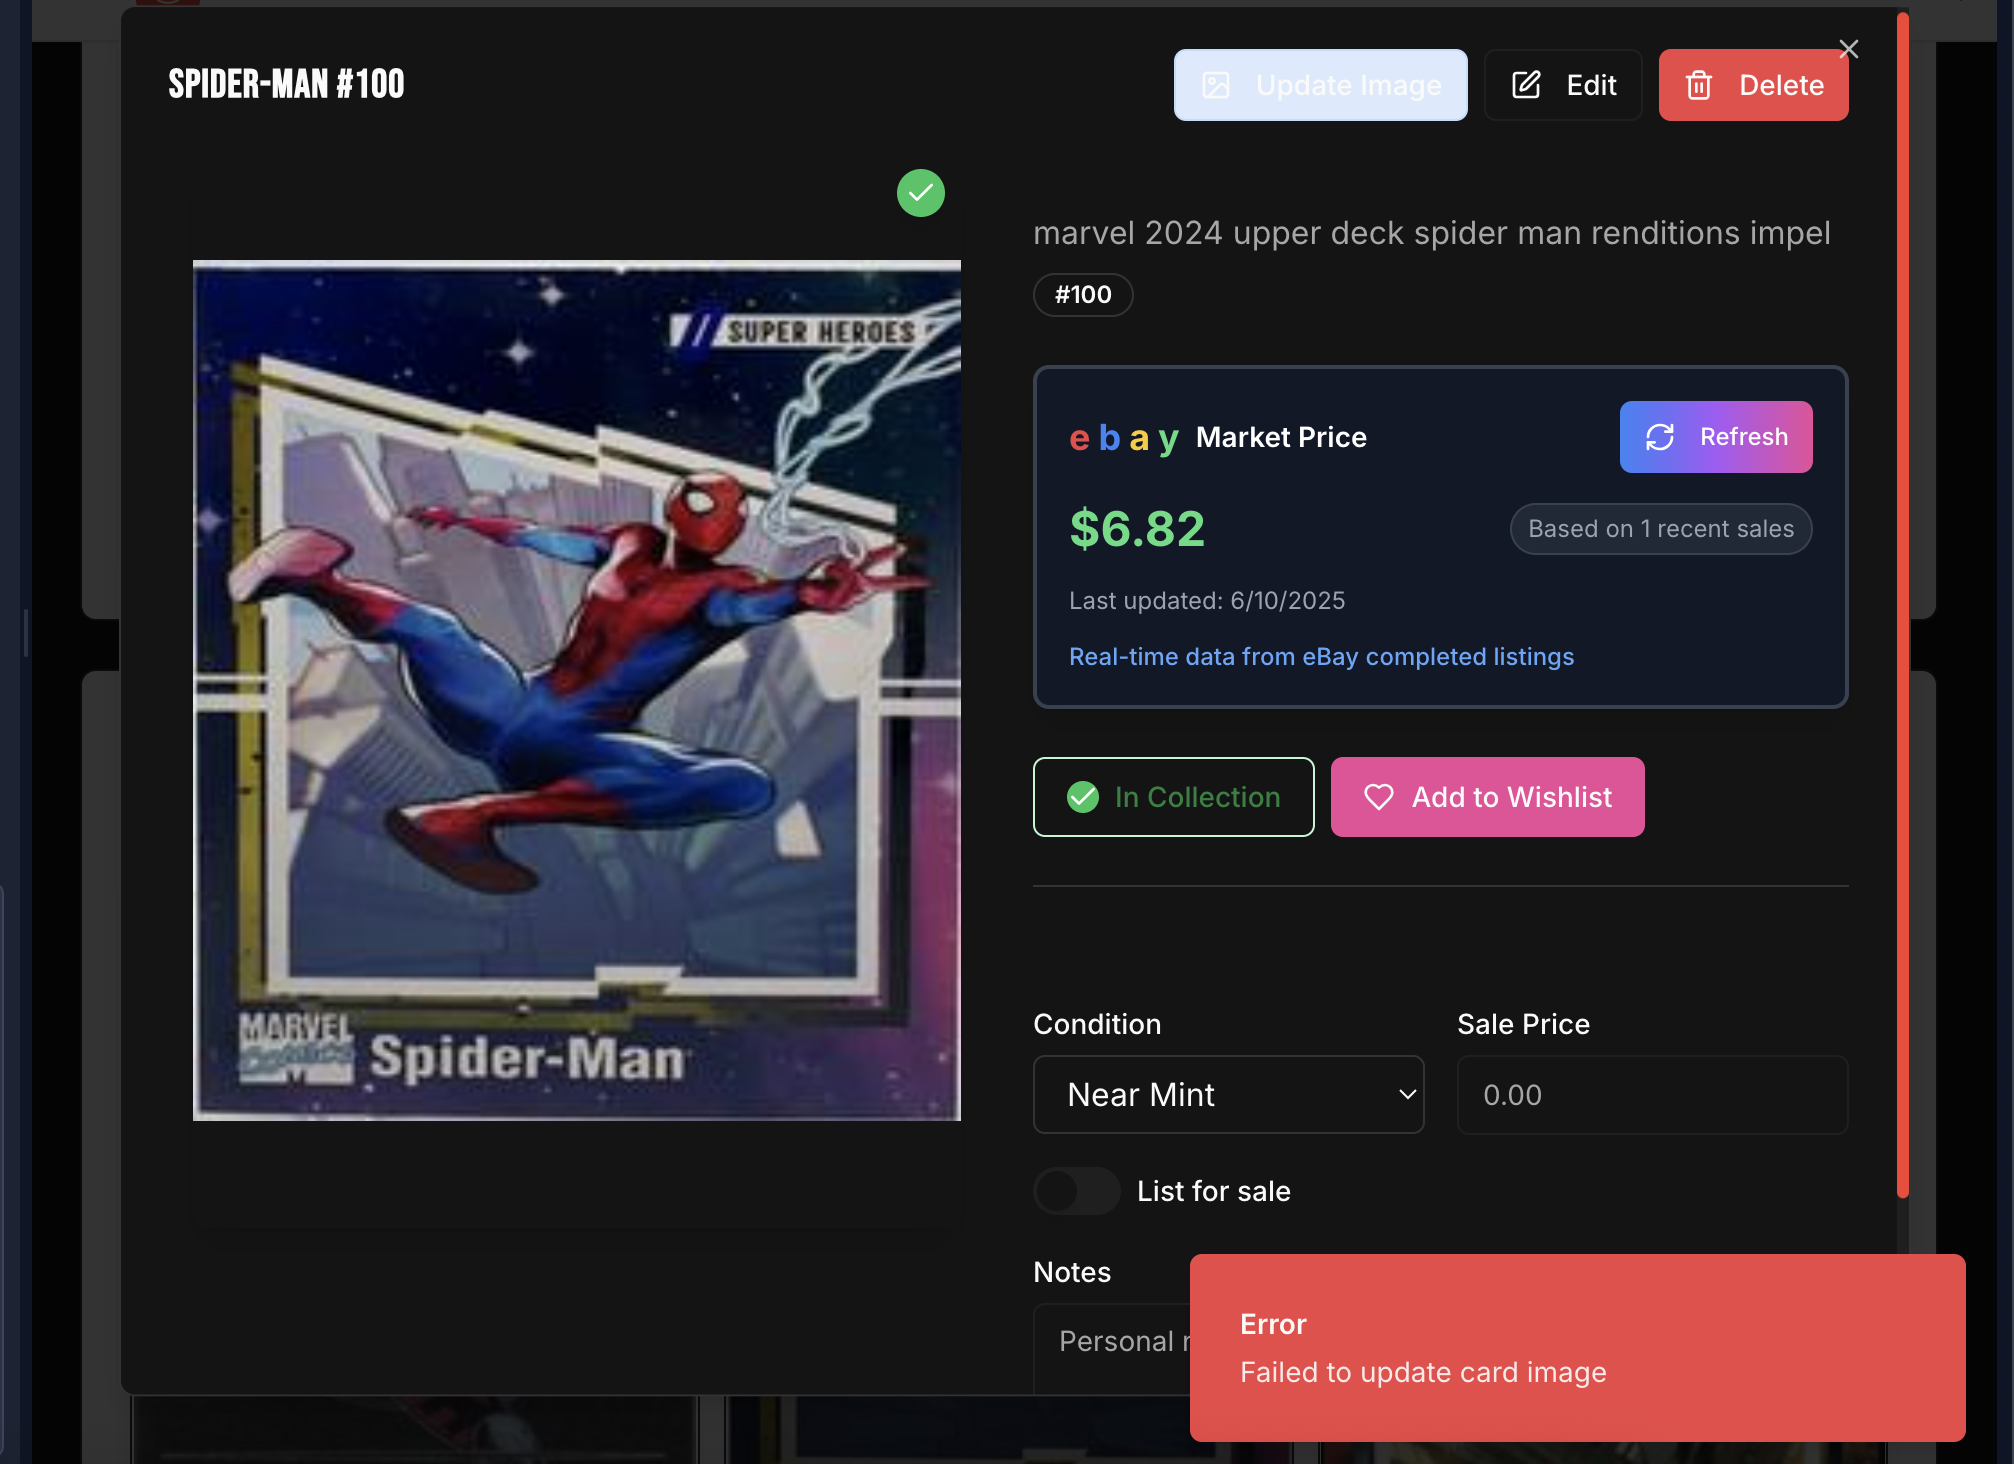 SPIDER-MAN #100
Update Image
Edit
Delete
marvel 2024 upper deck spider man renditions impel
#100
SUPER HEROES
MARVEL
Spider-Man
ebay Market Price
Refresh
$6.82
Based on 1 recent sales
Last updated: 6/10/2025
Real-time data from eBay completed listings
In Collection
Add to Wishlist
Condition
Sale Price
Near Mint
0.00
List for sale
Notes
Personal
Error
Failed to update card image